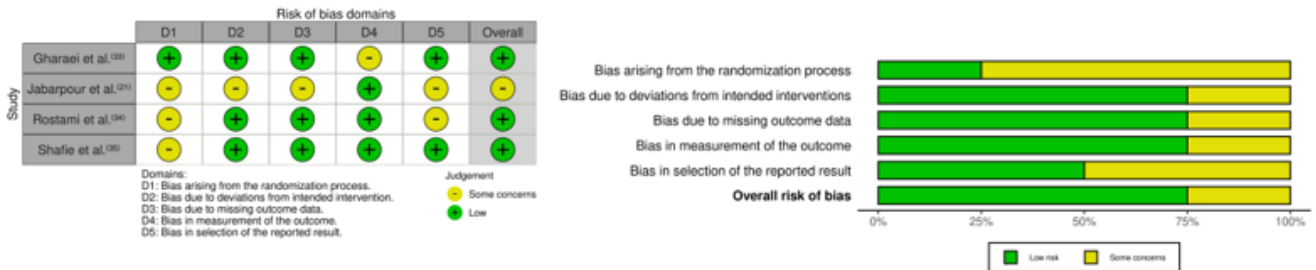 Risk of bias domains
D1 D2 D3 D4 D5 Overall
Study
Gharaei et al.(33) + + + - + +
Jabarpour et al.(21) - - - + - -
Rostami et al.(34) - + + + - +
Shafie et al.(35) - + + + + +
Domains:
D1: Bias arising from the randomization process.
D2: Bias due to deviations from intended intervention.
D3: Bias due to missing outcome data.
D4: Bias in measurement of the outcome.
D5: Bias in selection of the reported result.
Judgement
- Some concerns
+ Low
Bias arising from the randomization process
Bias due to deviations from intended interventions
Bias due to missing outcome data
Bias in measurement of the outcome
Bias in selection of the reported result
Overall risk of bias
0% 25% 50% 75% 100%
Low risk Some concerns